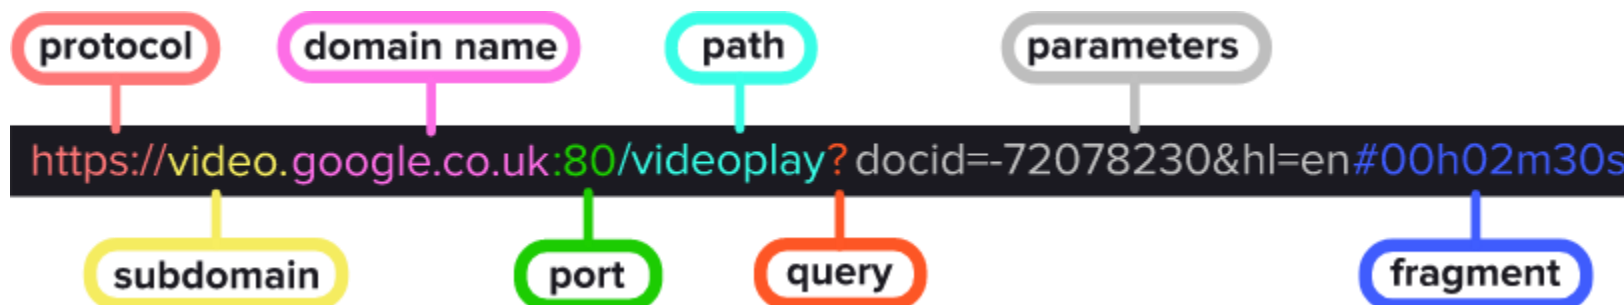 protocol domain name path parameters
https://video.google.co.uk:80/videoplay?docid=-72078230&hl=en#00h02m30s
subdomain port query fragment